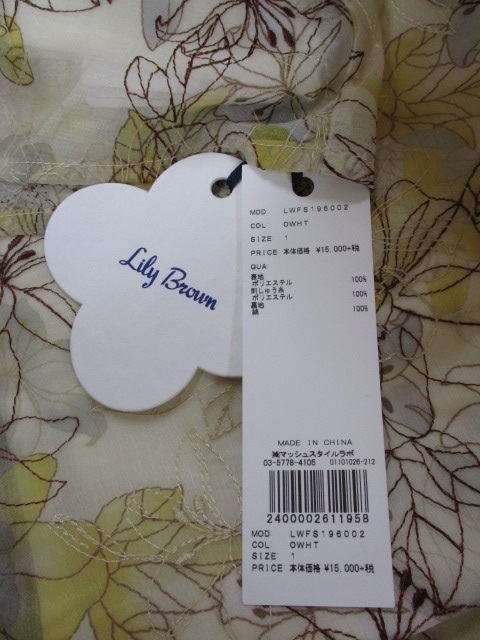 Lily Brown
MOD LWFS196002
COL OWHT
SIZE 1
PRICE 本体価格 ¥15,000+税
QUA
表地
ポリエステル 100%
刺しゅう糸
ポリエステル 100%
裏地
綿 100%
MADE IN CHINA
㈱マッシュスタイルラボ
03-5778-4105 01101026-212
2400002611958
MOD LWFS196002
COL OWHT
SIZE 1
PRICE 本体価格 ¥15,000+税